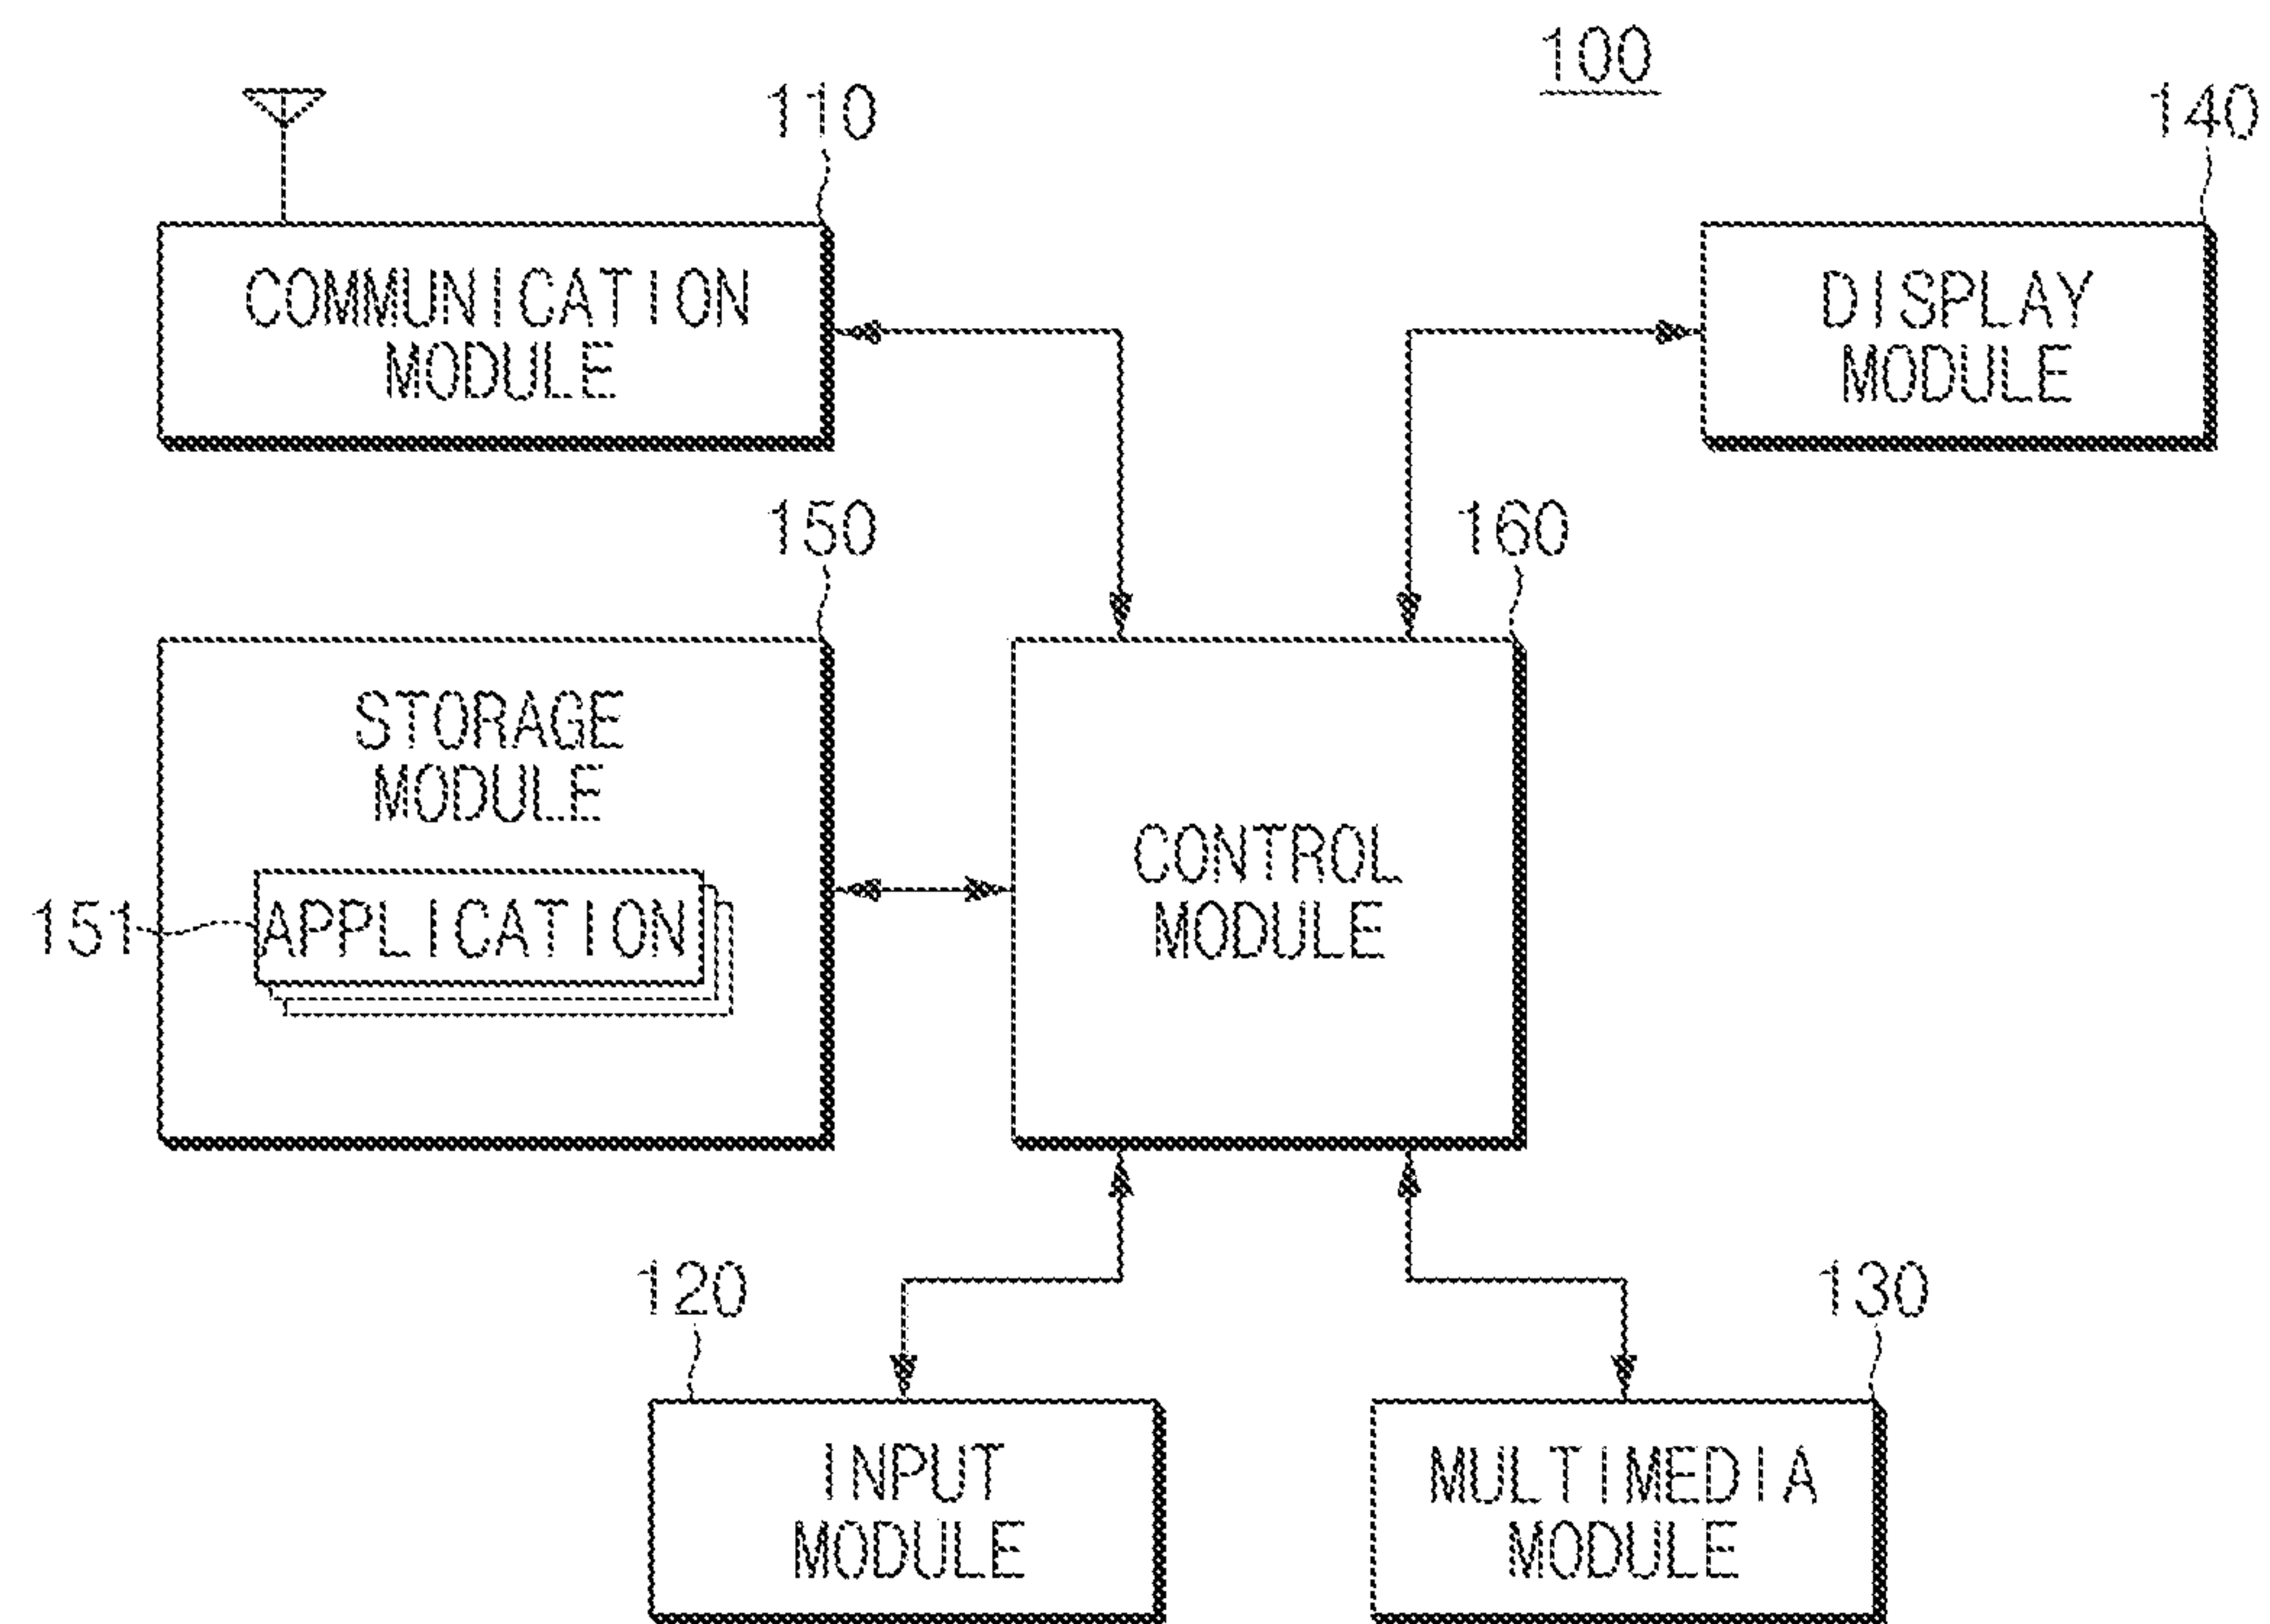 100
110
140
COMMUNICATION
MODULE
DISPLAY
MODULE
150
160
STORAGE
MODULE
151
APPLICATION
CONTROL
MODULE
120
130
INPUT
MODULE
MULTIMEDIA
MODULE